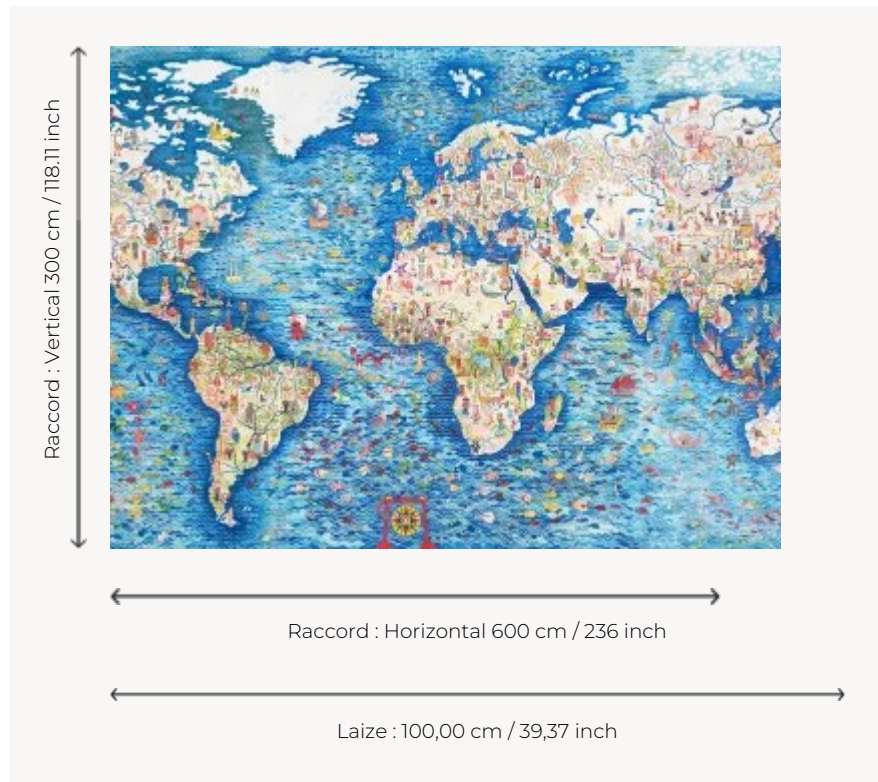 Raccord : Vertical 300 cm / 118.11 inch
Raccord : Horizontal 600 cm / 236 inch
Laize : 100,00 cm / 39,37 inch